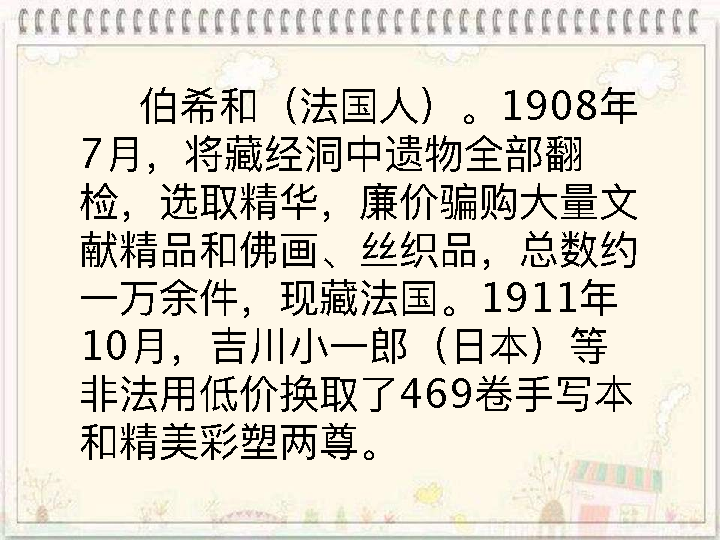 伯希和（法国人）。1908年
7月，将藏经洞中遗物全部翻
检，选取精华，廉价骗购大量文
献精品和佛画、丝织品，总数约
一万余件，现藏法国。1911年
10月，吉川小一郎（日本）等
非法用低价换取了469卷手写本
和精美彩塑两尊。